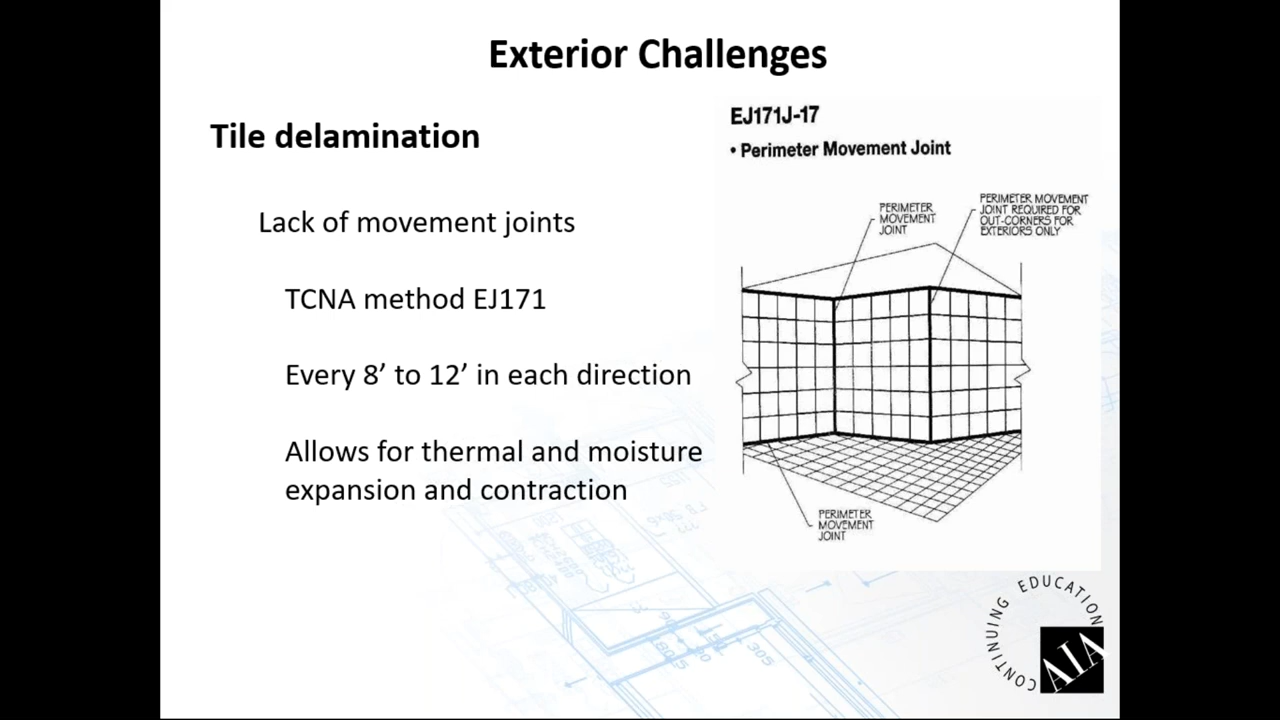 Exterior Challenges
Tile delamination
Lack of movement joints
TCNA method EJ171
Every 8’ to 12’ in each direction
Allows for thermal and moisture
expansion and contraction
EJ171J-17
• Perimeter Movement Joint
PERIMETER
MOVEMENT
JOINT
PERIMETER MOVEMENT
JOINT REQUIRED FOR
OUT-CORNERS FOR
EXTERIORS ONLY
PERIMETER
MOVEMENT
JOINT
CONTINUING EDUCATION
AIA
305